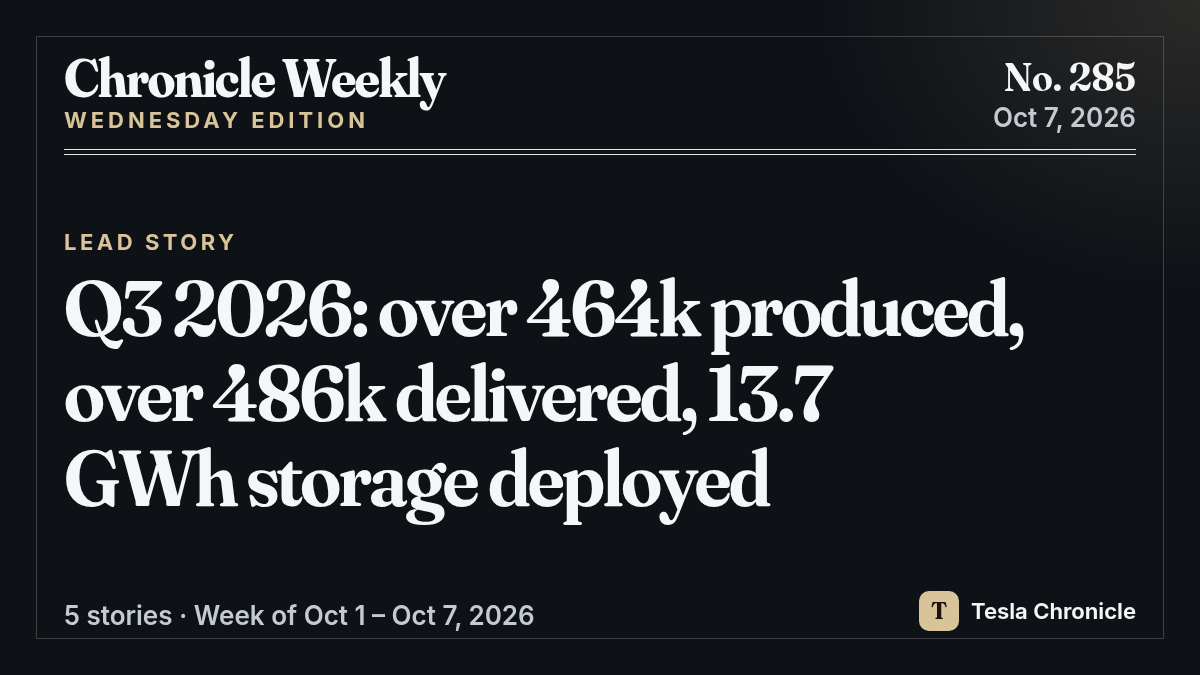 Chronicle Weekly
WEDNESDAY EDITION
No. 285
Oct 7, 2026
LEAD STORY
Q3 2026: over 464k produced,
over 486k delivered, 13.7
GWh storage deployed
5 stories · Week of Oct 1 – Oct 7, 2026
T Tesla Chronicle